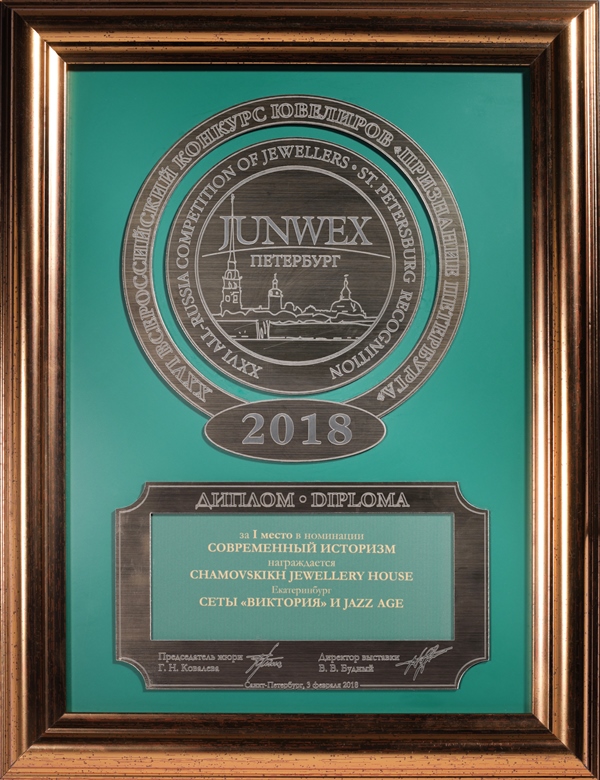 XXVI ВСЕРОССИЙСКИЙ КОНКУРС ЮВЕЛИРОВ «ПРИЗНАНИЕ ПЕТЕРБУРГА»
XXVI ALL-RUSSIA COMPETITION OF JEWELLERS · ST. PETERSBURG RECOGNITION
JUNWEX
ПЕТЕРБУРГ
2018
ДИПЛОМ · DIPLOMA
за I место в номинации
СОВРЕМЕННЫЙ ИСТОРИЗМ
награждается
CHAMOVSKIKH JEWELLERY HOUSE
Екатеринбург
СЕТЫ «ВИКТОРИЯ» И JAZZ AGE
Председатель жюри
Г. Н. Ковалева
Директор выставки
В. В. Будный
Санкт-Петербург, 3 февраля 2018